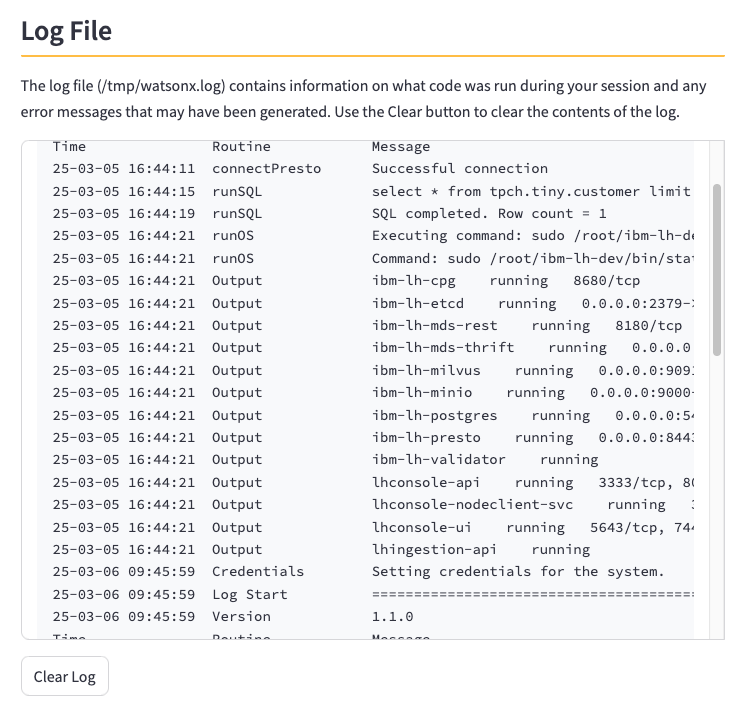 Log File
The log file (/tmp/watsonx.log) contains information on what code was run during your session and any
error messages that may have been generated. Use the Clear button to clear the contents of the log.
Time Routine Message
25-03-05 16:44:11 connectPresto Successful connection
25-03-05 16:44:15 runSQL select * from tpch.tiny.customer limit
25-03-05 16:44:19 runSQL SQL completed. Row count = 1
25-03-05 16:44:21 runOS Executing command: sudo /root/ibm-lh-de
25-03-05 16:44:21 runOS Command: sudo /root/ibm-lh-dev/bin/stat
25-03-05 16:44:21 Output ibm-lh-cpg running 8680/tcp
25-03-05 16:44:21 Output ibm-lh-etcd running 0.0.0.0:2379->
25-03-05 16:44:21 Output ibm-lh-mds-rest running 8180/tcp
25-03-05 16:44:21 Output ibm-lh-mds-thrift running 0.0.0.0
25-03-05 16:44:21 Output ibm-lh-milvus running 0.0.0.0:9091
25-03-05 16:44:21 Output ibm-lh-minio running 0.0.0.0:9000-
25-03-05 16:44:21 Output ibm-lh-postgres running 0.0.0.0:54
25-03-05 16:44:21 Output ibm-lh-presto running 0.0.0.0:8443
25-03-05 16:44:21 Output ibm-lh-validator running
25-03-05 16:44:21 Output lhconsole-api running 3333/tcp, 80
25-03-05 16:44:21 Output lhconsole-nodeclient-svc running 3
25-03-05 16:44:21 Output lhconsole-ui running 5643/tcp, 744
25-03-05 16:44:21 Output lhingestion-api running
25-03-06 09:45:59 Credentials Setting credentials for the system.
25-03-06 09:45:59 Log Start =======================================
25-03-06 09:45:59 Version 1.1.0
Time Routine Message
Clear Log